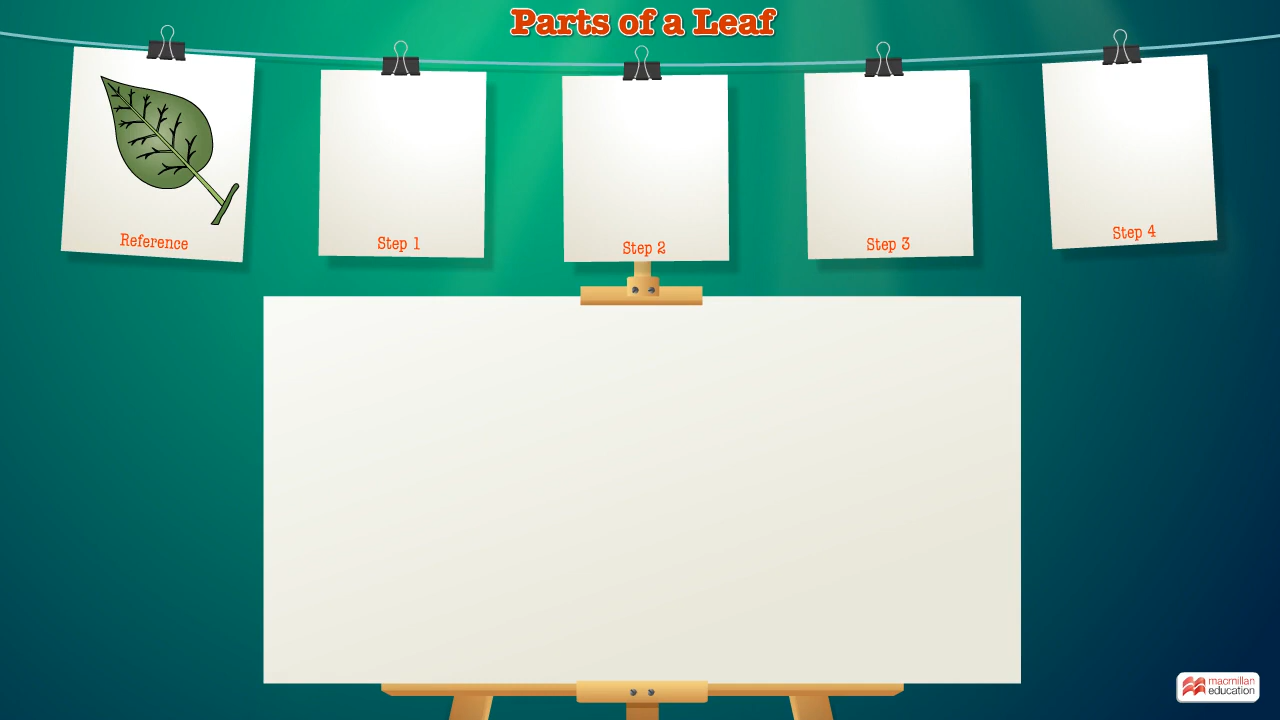 Parts of a Leaf
Reference
Step 1
Step 2
Step 3
Step 4
macmillan
education